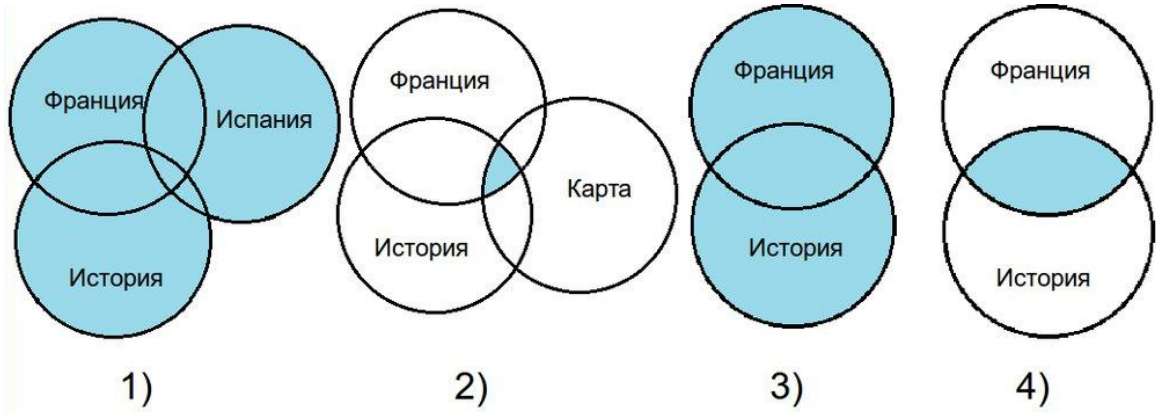 Франция
Испания
История
1)
Франция
Карта
История
2)
Франция
История
3)
Франция
История
4)